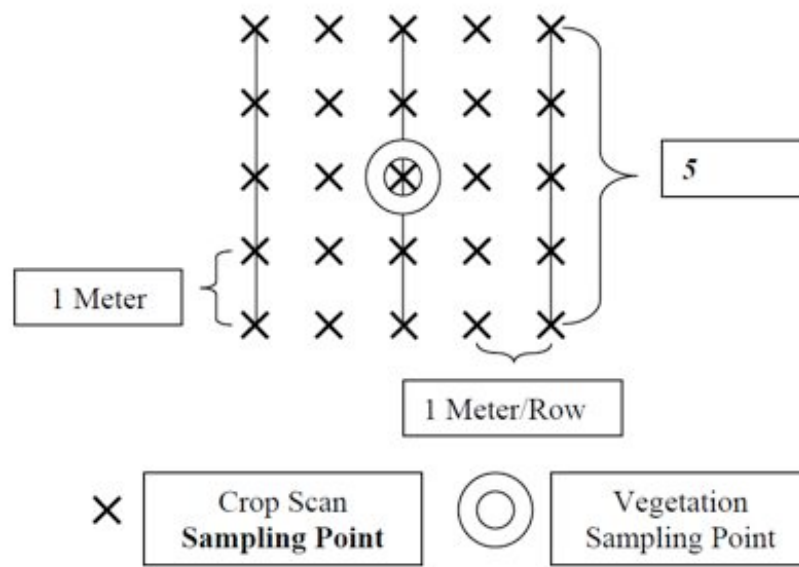 5
1 Meter
1 Meter/Row
Crop Scan
Sampling Point
Vegetation
Sampling Point